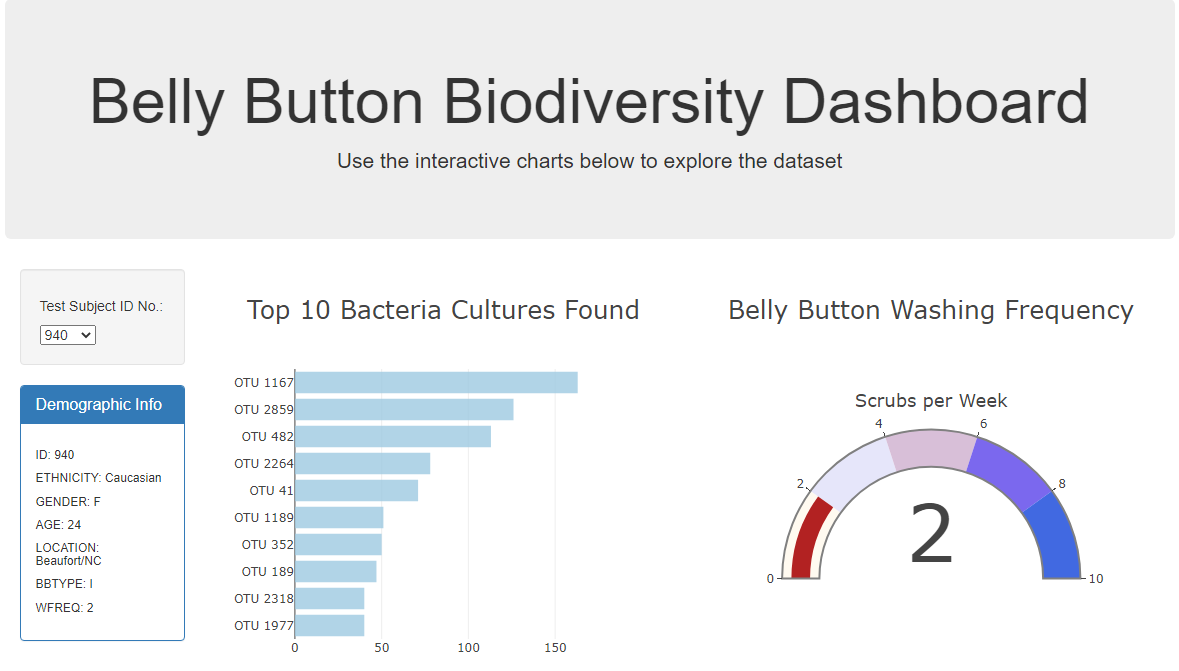 Belly Button Biodiversity Dashboard
Use the interactive charts below to explore the dataset
Test Subject ID No.:
940
Demographic Info
ID: 940
ETHNICITY: Caucasian
GENDER: F
AGE: 24
LOCATION:
Beaufort/NC
BBTYPE: I
WFREQ: 2
Top 10 Bacteria Cultures Found
OTU 1167
OTU 2859
OTU 482
OTU 2264
OTU 41
OTU 1189
OTU 352
OTU 189
OTU 2318
OTU 1977
0 50 100 150
Belly Button Washing Frequency
Scrubs per Week
0
2
4
6
8
10
2